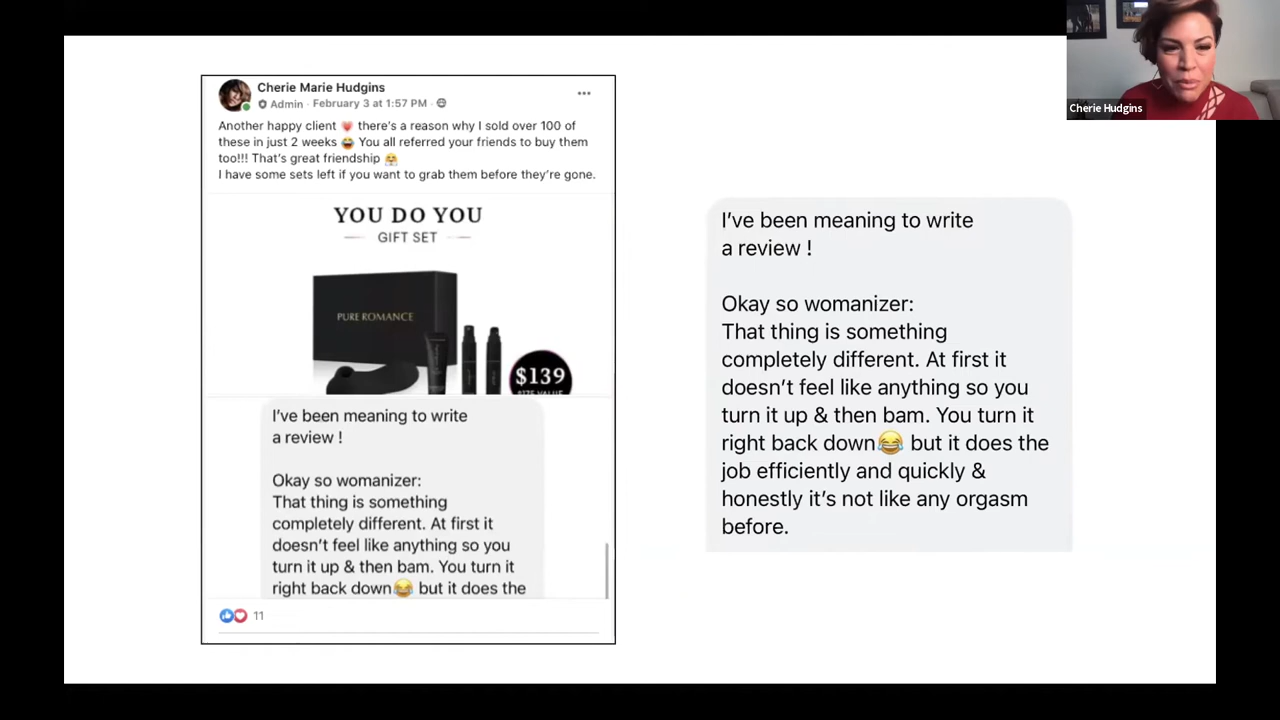 Cherie Marie Hudgins
Admin · February 3 at 1:57 PM ·
Another happy client 💗 there's a reason why I sold over 100 of
these in just 2 weeks 😂 You all referred your friends to buy them
too!!! That's great friendship 🤗
I have some sets left if you want to grab them before they're gone.
YOU DO YOU
GIFT SET
PURE ROMANCE
$139
I've been meaning to write
a review !
Okay so womanizer:
That thing is something
completely different. At first it
doesn't feel like anything so you
turn it up & then bam. You turn it
right back down😂 but it does the
11
I've been meaning to write
a review !
Okay so womanizer:
That thing is something
completely different. At first it
doesn't feel like anything so you
turn it up & then bam. You turn it
right back down😂 but it does the
job efficiently and quickly &
honestly it's not like any orgasm
before.
Cherie Hudgins